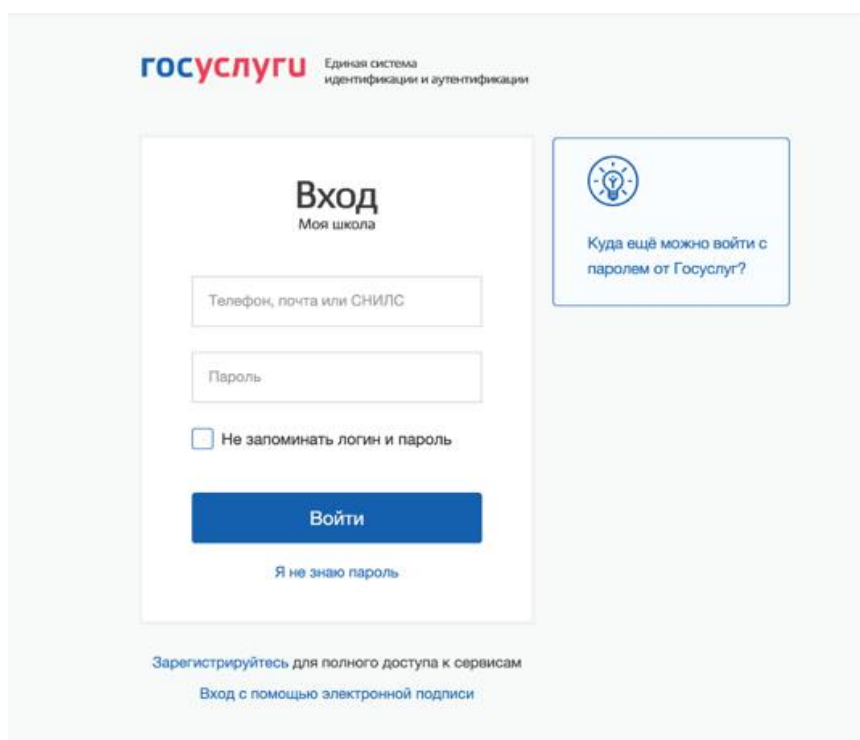 госуслуги
Единая система
идентификации и аутентификации
Вход
Моя школа
Телефон, почта или СНИЛС
Пароль
Не запоминать логин и пароль
Войти
Я не знаю пароль
Куда ещё можно войти с
паролем от Госуслуг?
Зарегистрируйтесь для полного доступа к сервисам
Вход с помощью электронной подписи